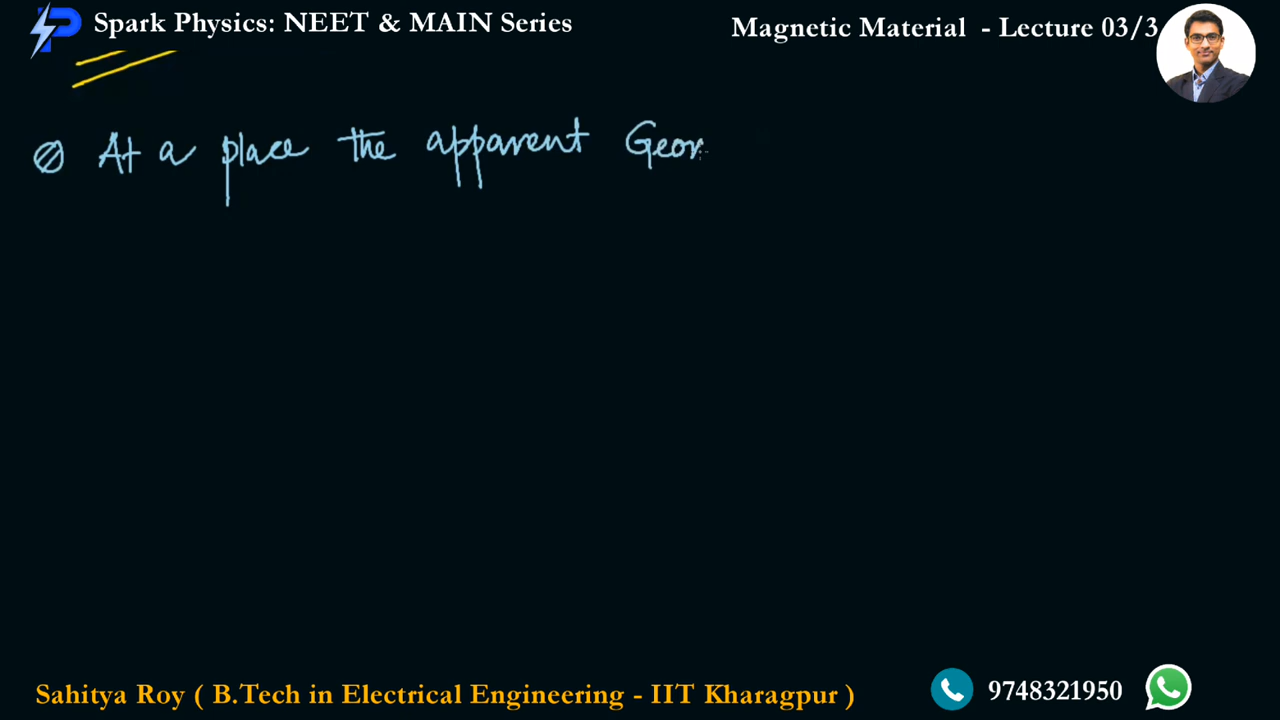 Spark Physics: NEET & MAIN Series
Magnetic Material - Lecture 03/3
At a place the apparent Geor
Sahitya Roy ( B.Tech in Electrical Engineering - IIT Kharagpur )
9748321950